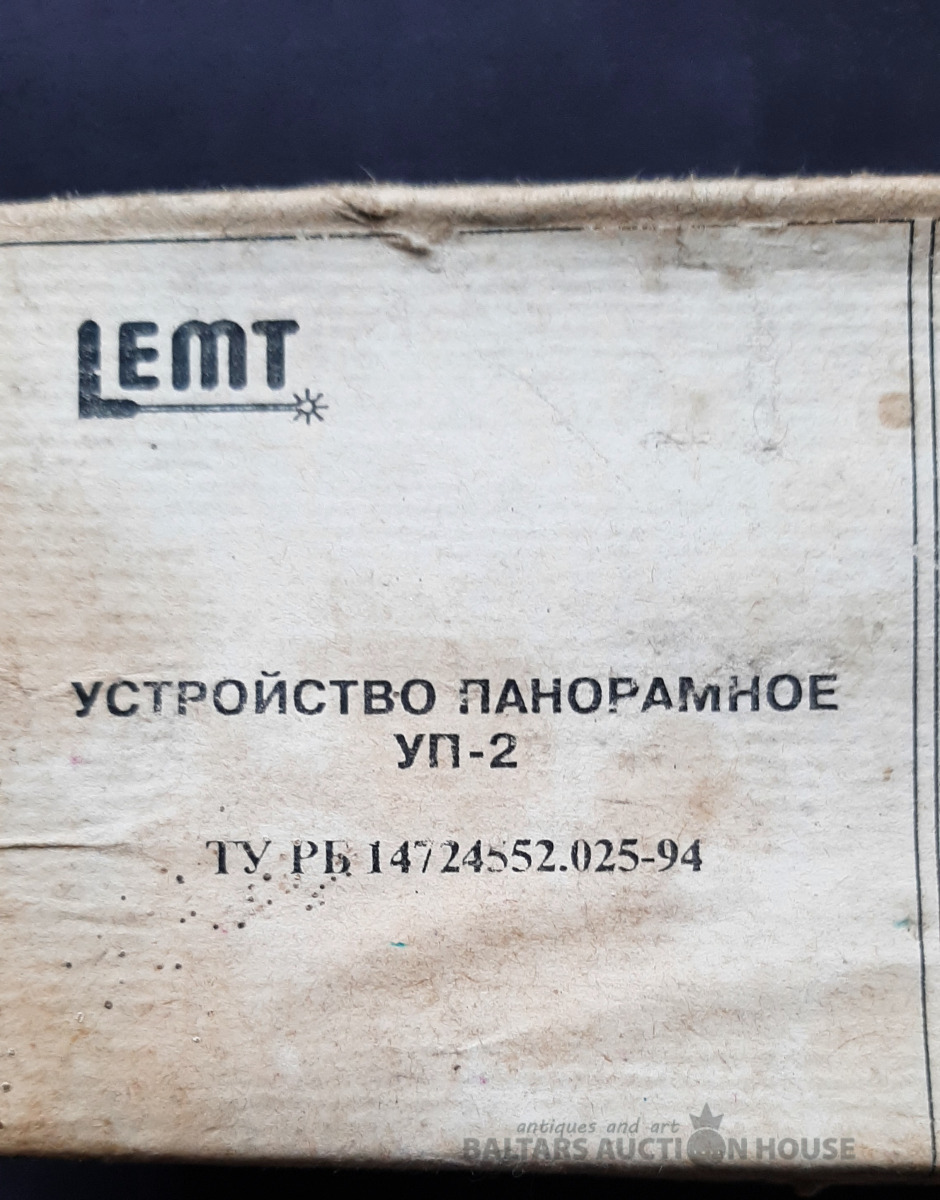 LEMT
УСТРОЙСТВО ПАНОРАМНОЕ
УП-2
ТУ РБ 14724552.025-94
antiques and art
BALTARS AUCTION HOUSE